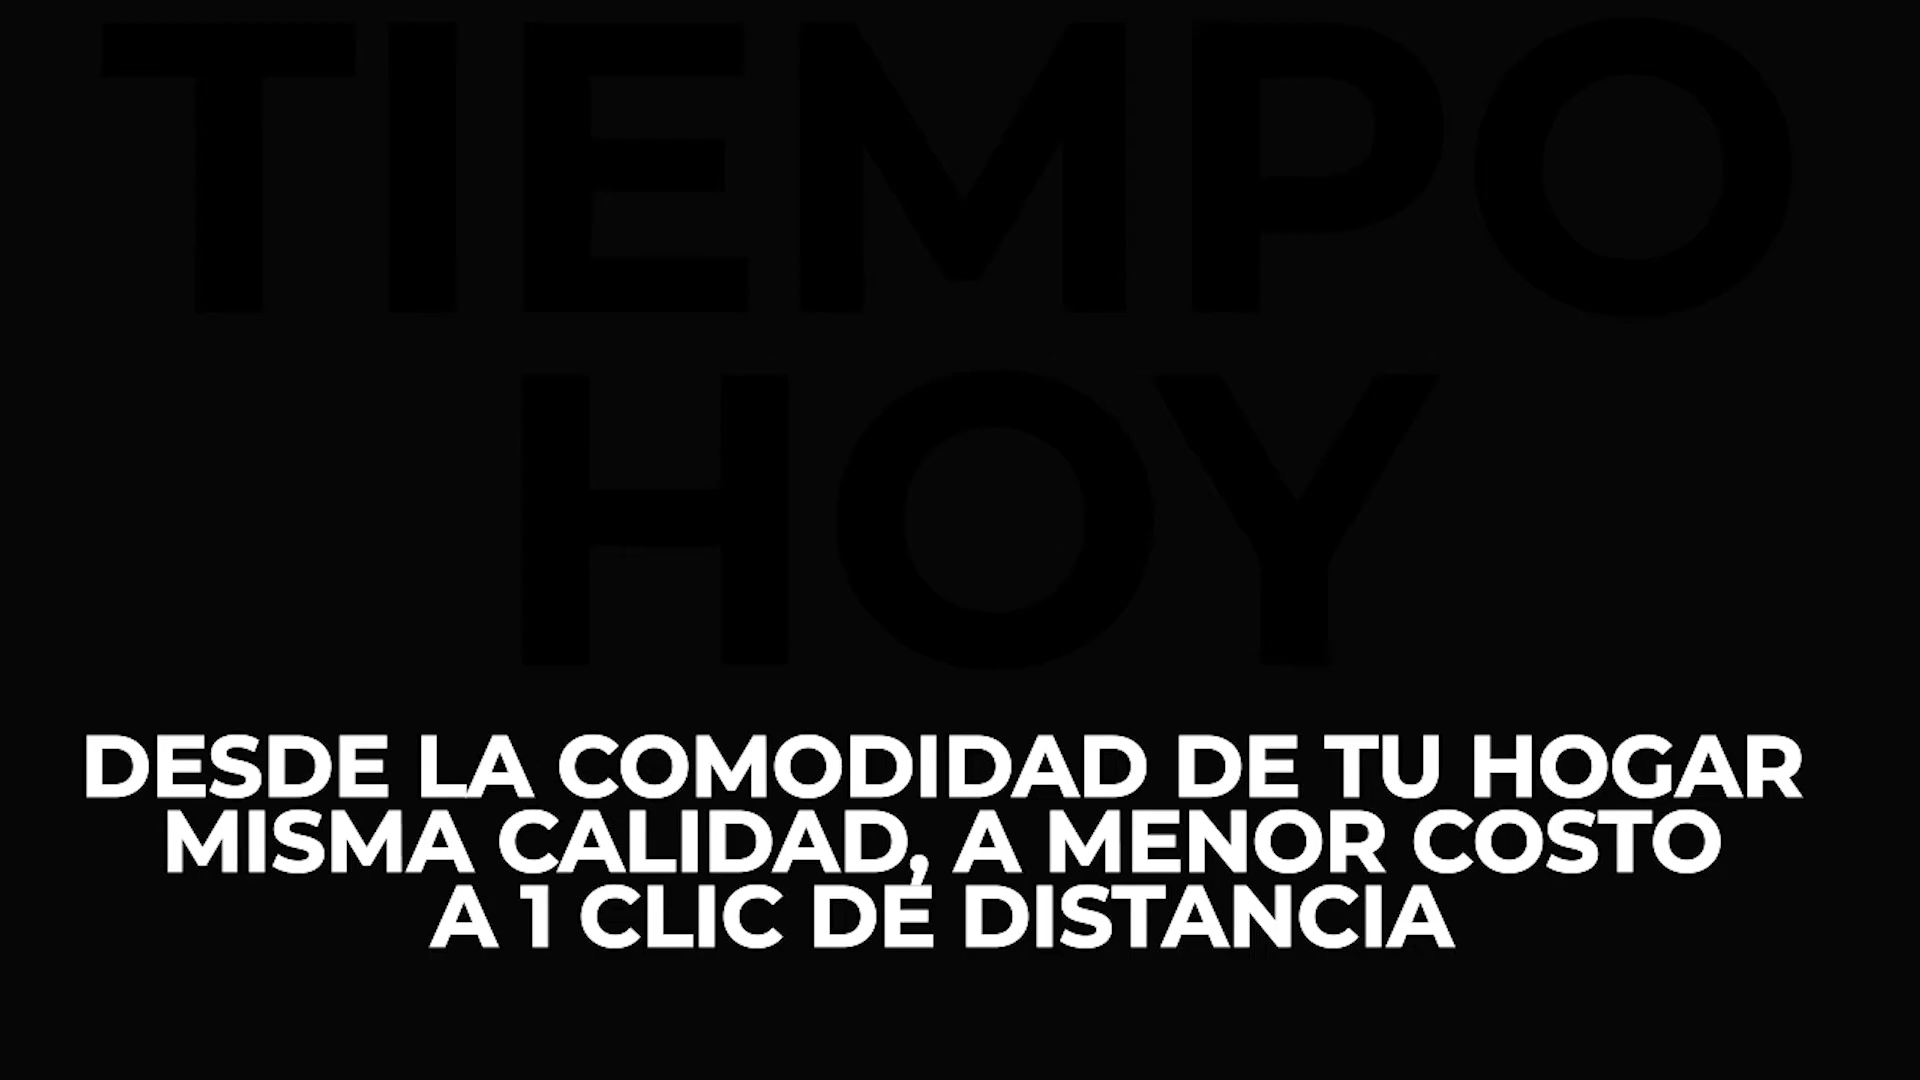 TIEMPO
HOY
DESDE LA COMODIDAD DE TU HOGAR
MISMA CALIDAD, A MENOR COSTO
A 1 CLIC DE DISTANCIA